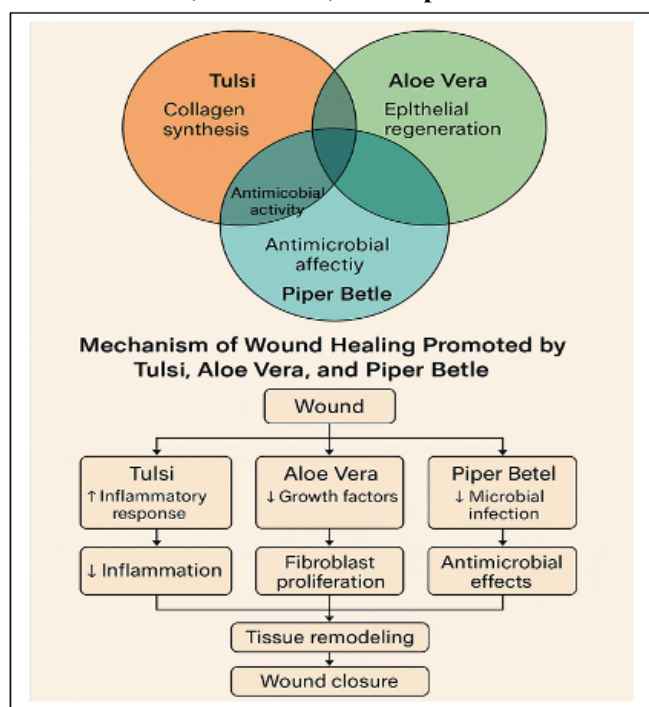 Tulsi
Collagen
synthesis
Aloe Vera
Eplthelial
regeneration
Antimicobial
activity
Antimicrobial
affectiy
Piper Betle
Mechanism of Wound Healing Promoted by
Tulsi, Aloe Vera, and Piper Betle
Wound
Tulsi
↑ Inflammatory
response
Aloe Vera
↓ Growth factors
Piper Betel
↓ Microbial
infection
↓ Inflammation
Fibroblast
proliferation
Antimicrobial
effects
Tissue remodeling
Wound closure